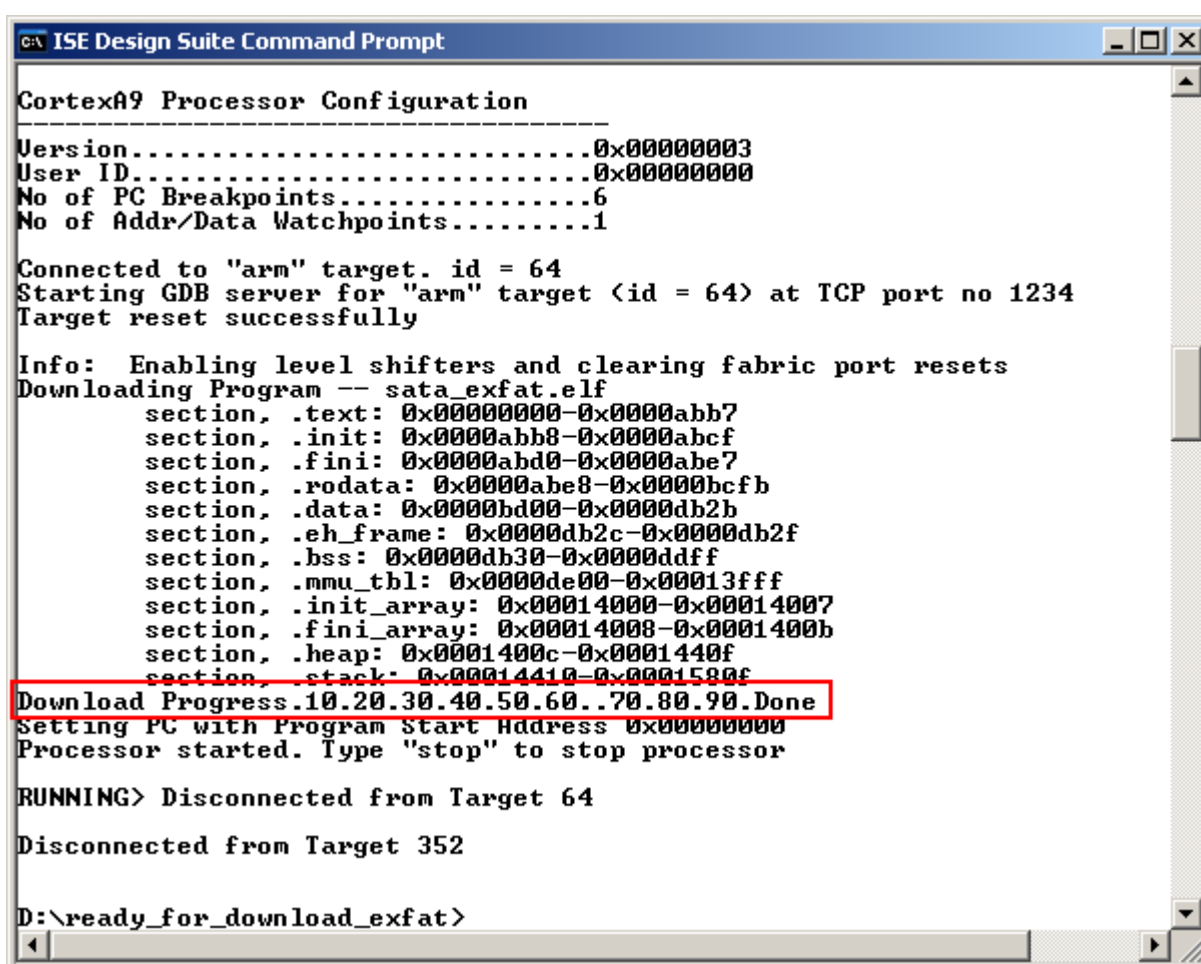 ISE Design Suite Command Prompt
CortexA9 Processor Configuration
-------------------------------------
Version.............................0x00000003
User ID.............................0x00000000
No of PC Breakpoints................6
No of Addr/Data Watchpoints.........1
Connected to "arm" target. id = 64
Starting GDB server for "arm" target (id = 64) at TCP port no 1234
Target reset successfully
Info:  Enabling level shifters and clearing fabric port resets
Downloading Program -- sata_exfat.elf
section, .text: 0x00000000-0x0000abb7
section, .init: 0x0000abb8-0x0000abcf
section, .fini: 0x0000abd0-0x0000abe7
section, .rodata: 0x0000abe8-0x0000bcfb
section, .data: 0x0000bd00-0x0000db2b
section, .eh_frame: 0x0000db2c-0x0000db2f
section, .bss: 0x0000db30-0x0000ddff
section, .mmu_tbl: 0x0000de00-0x00013fff
section, .init_array: 0x00014000-0x00014007
section, .fini_array: 0x00014008-0x0001400b
section, .heap: 0x0001400c-0x0001440f
section, .stack: 0x00014410-0x0001580f
Download Progress.10.20.30.40.50.60..70.80.90.Done
Setting PC with Program Start Address 0x00000000
Processor started. Type "stop" to stop processor
RUNNING> Disconnected from Target 64
Disconnected from Target 352
D:\ready_for_download_exfat>